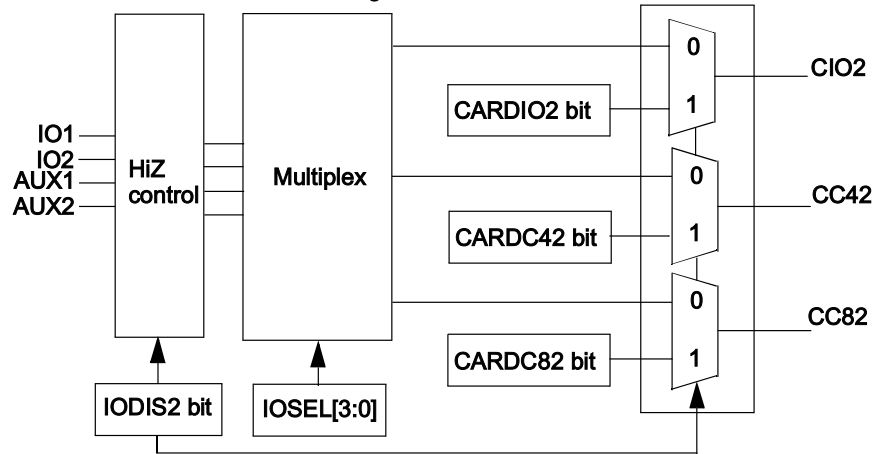 0
CIO2
CARDIO2 bit
1
IO1
IO2
AUX1
AUX2
HiZ
control
Multiplex
0
CC42
CARDC42 bit
1
0
CC82
CARDC82 bit
1
IODIS2 bit
IOSEL[3:0]